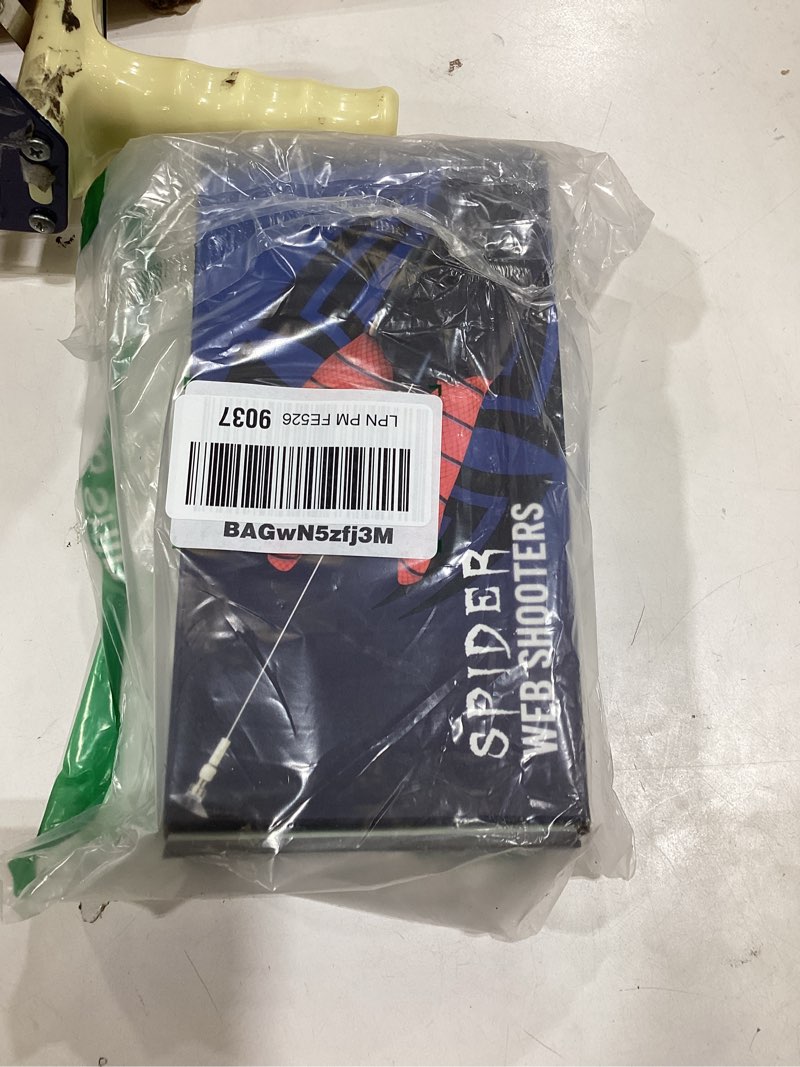 LPN PM FE526 9037
BAGwN5zfj3M
SPIDER
WEB SHOOTERS